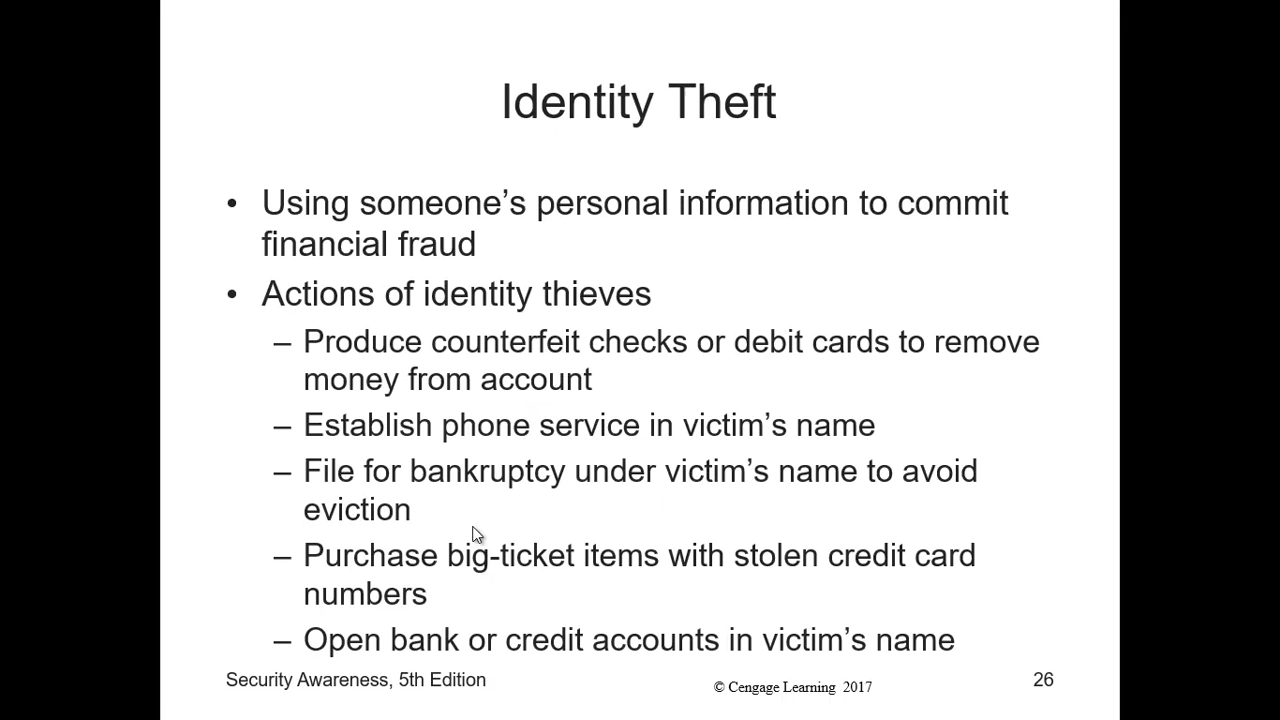 Identity Theft
• Using someone’s personal information to commit
financial fraud
• Actions of identity thieves
– Produce counterfeit checks or debit cards to remove
money from account
– Establish phone service in victim’s name
– File for bankruptcy under victim’s name to avoid
eviction
– Purchase big-ticket items with stolen credit card
numbers
– Open bank or credit accounts in victim’s name
Security Awareness, 5th Edition
© Cengage Learning 2017
26